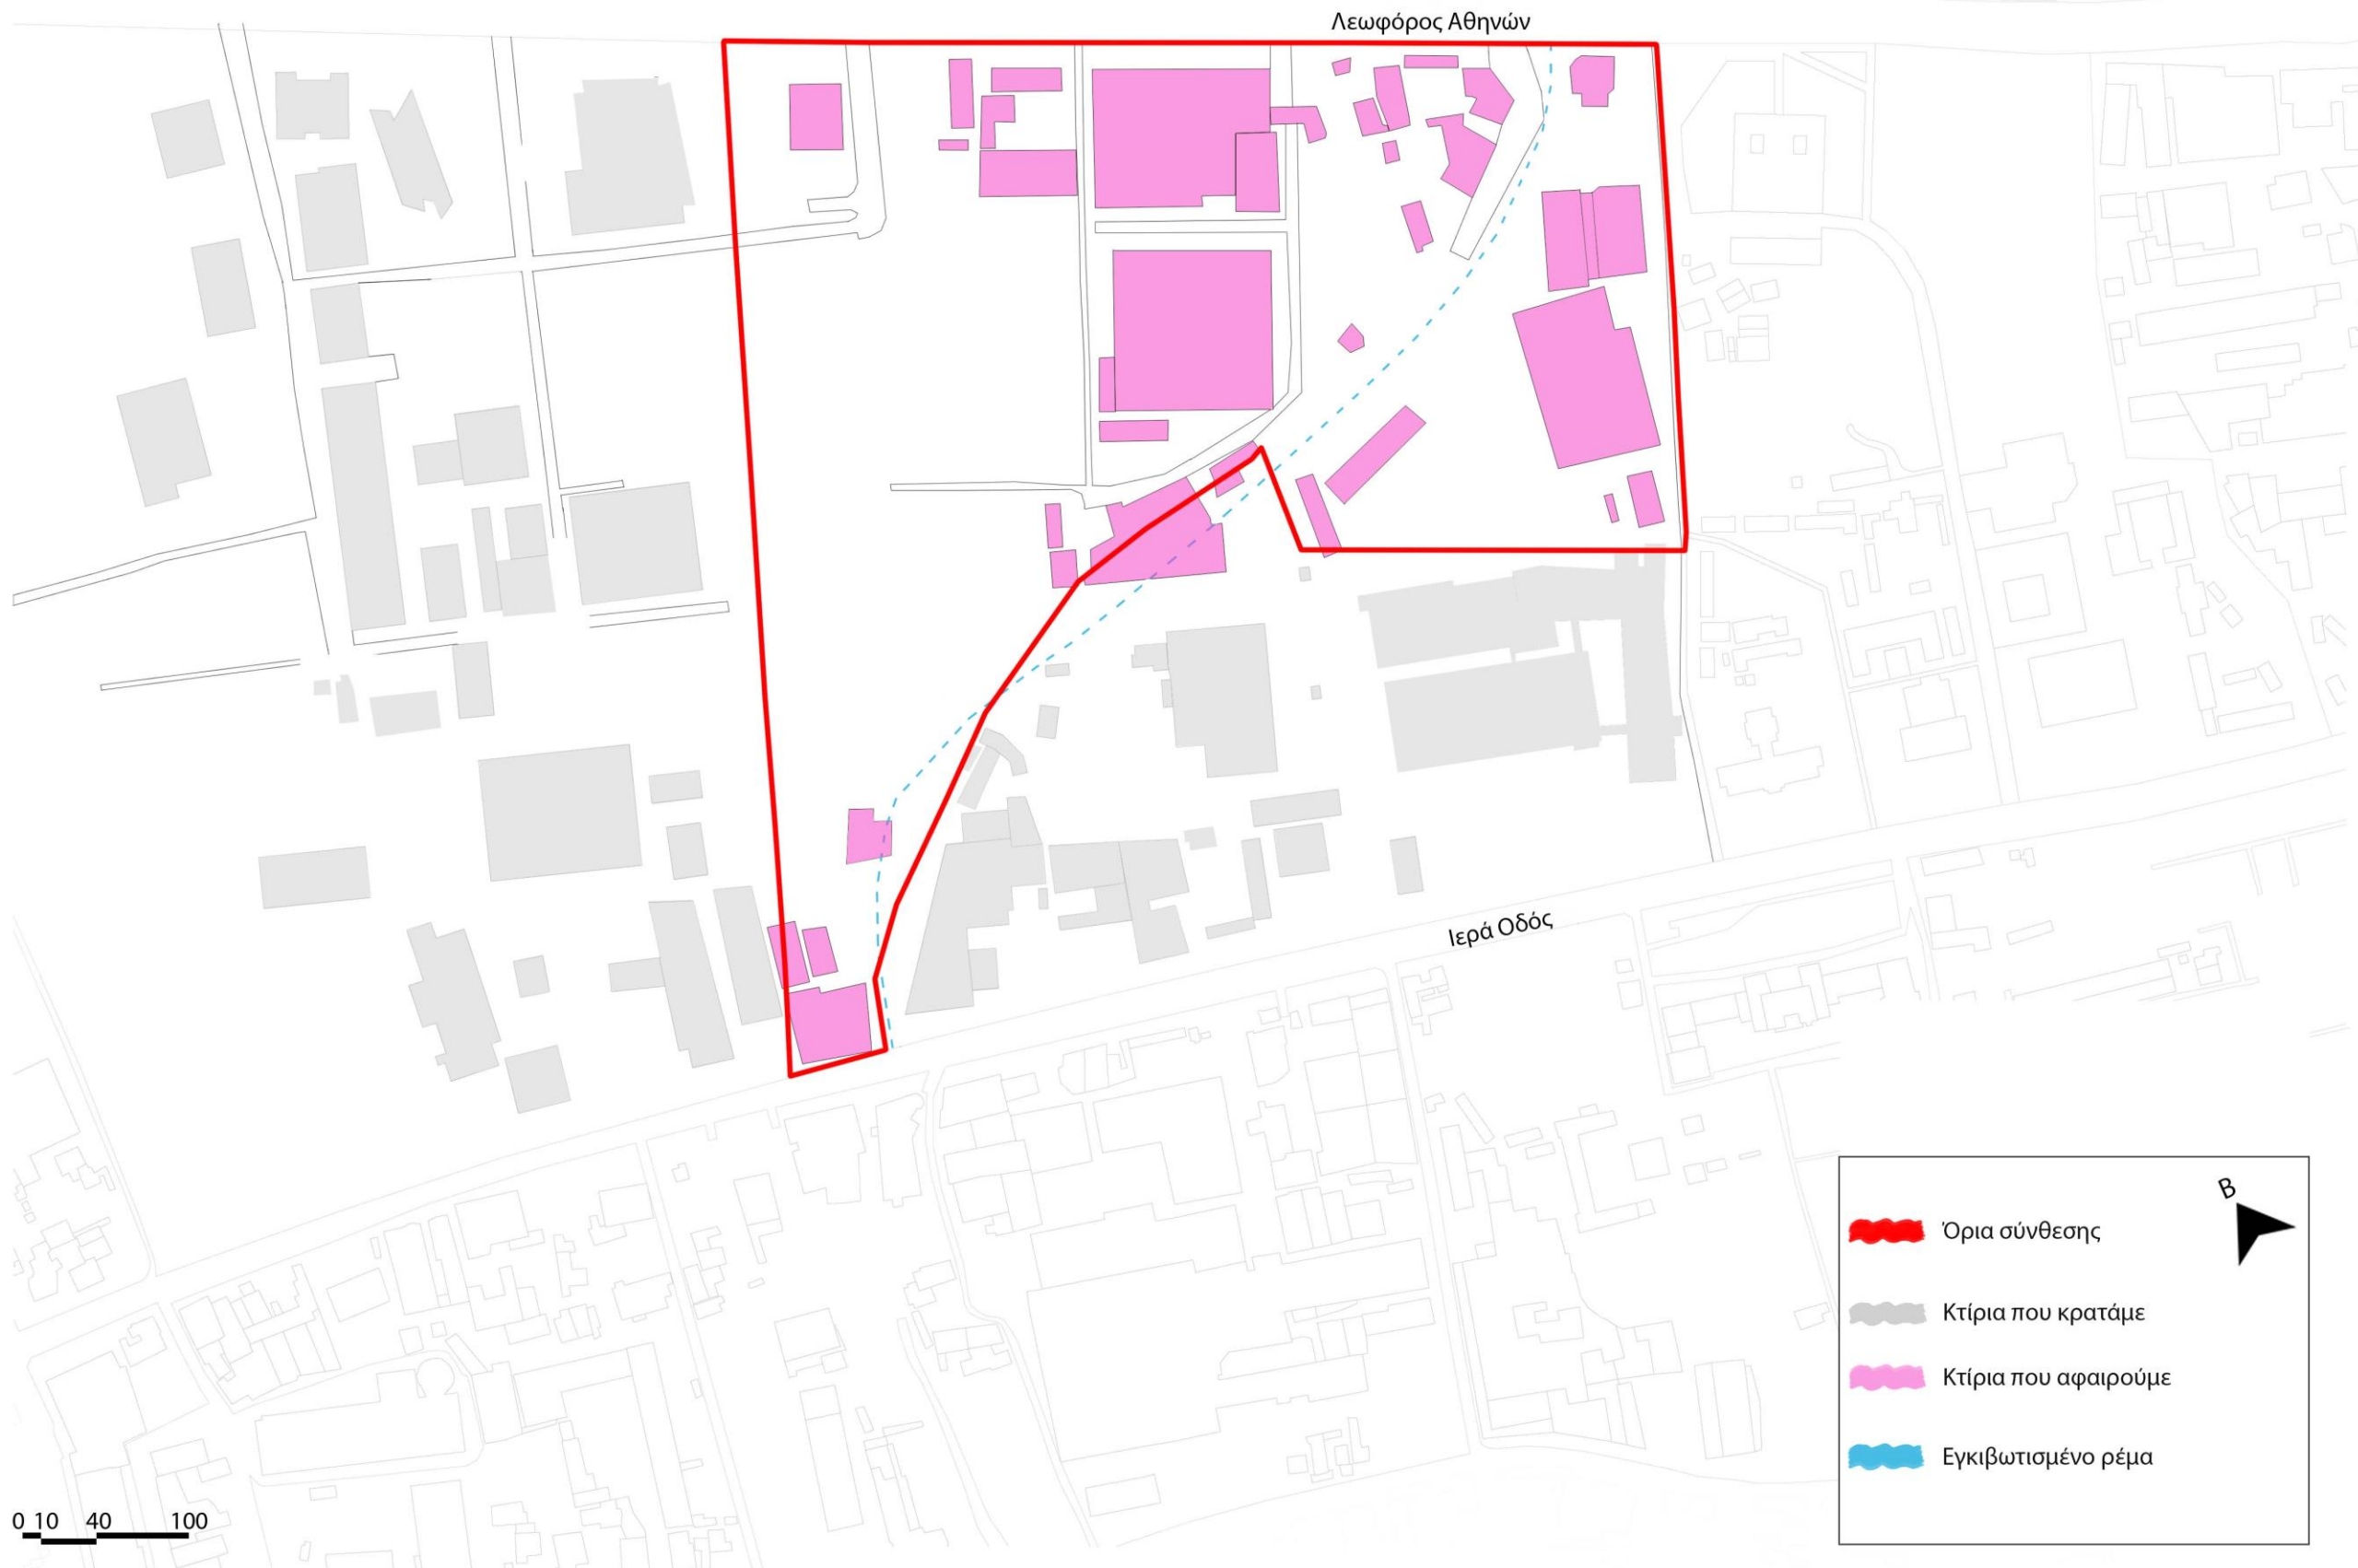 Λεωφόρος Αθηνών
Ιερά Οδός
Β
Όρια σύνθεσης
Κτίρια που κρατάμε
Κτίρια που αφαιρούμε
Εγκιβωτισμένο ρέμα
0 10 40 100